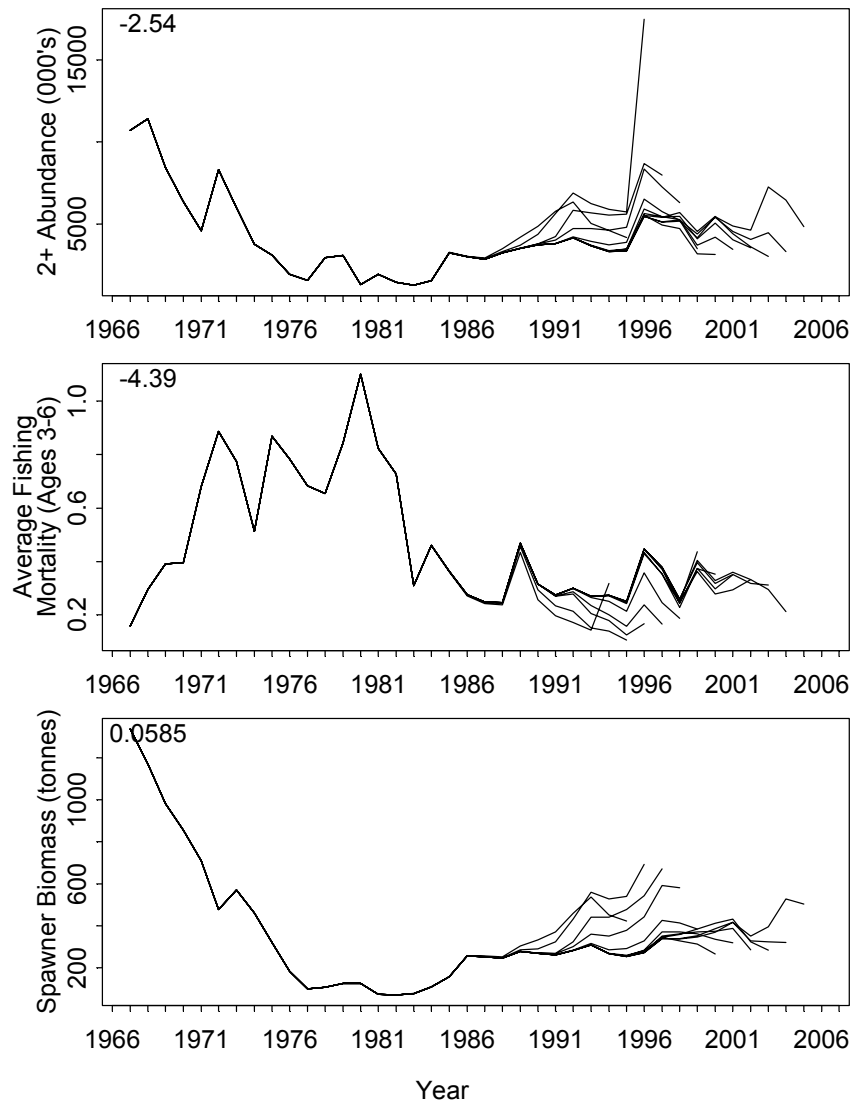 -2.54
2+ Abundance (000's)
15000
5000
1966 1971 1976 1981 1986 1991 1996 2001 2006
-4.39
Average Fishing
Mortality (Ages 3-6)
1.0
0.6
0.2
1966 1971 1976 1981 1986 1991 1996 2001 2006
0.0585
Spawner Biomass (tonnes)
1000
600
200
1966 1971 1976 1981 1986 1991 1996 2001 2006
Year